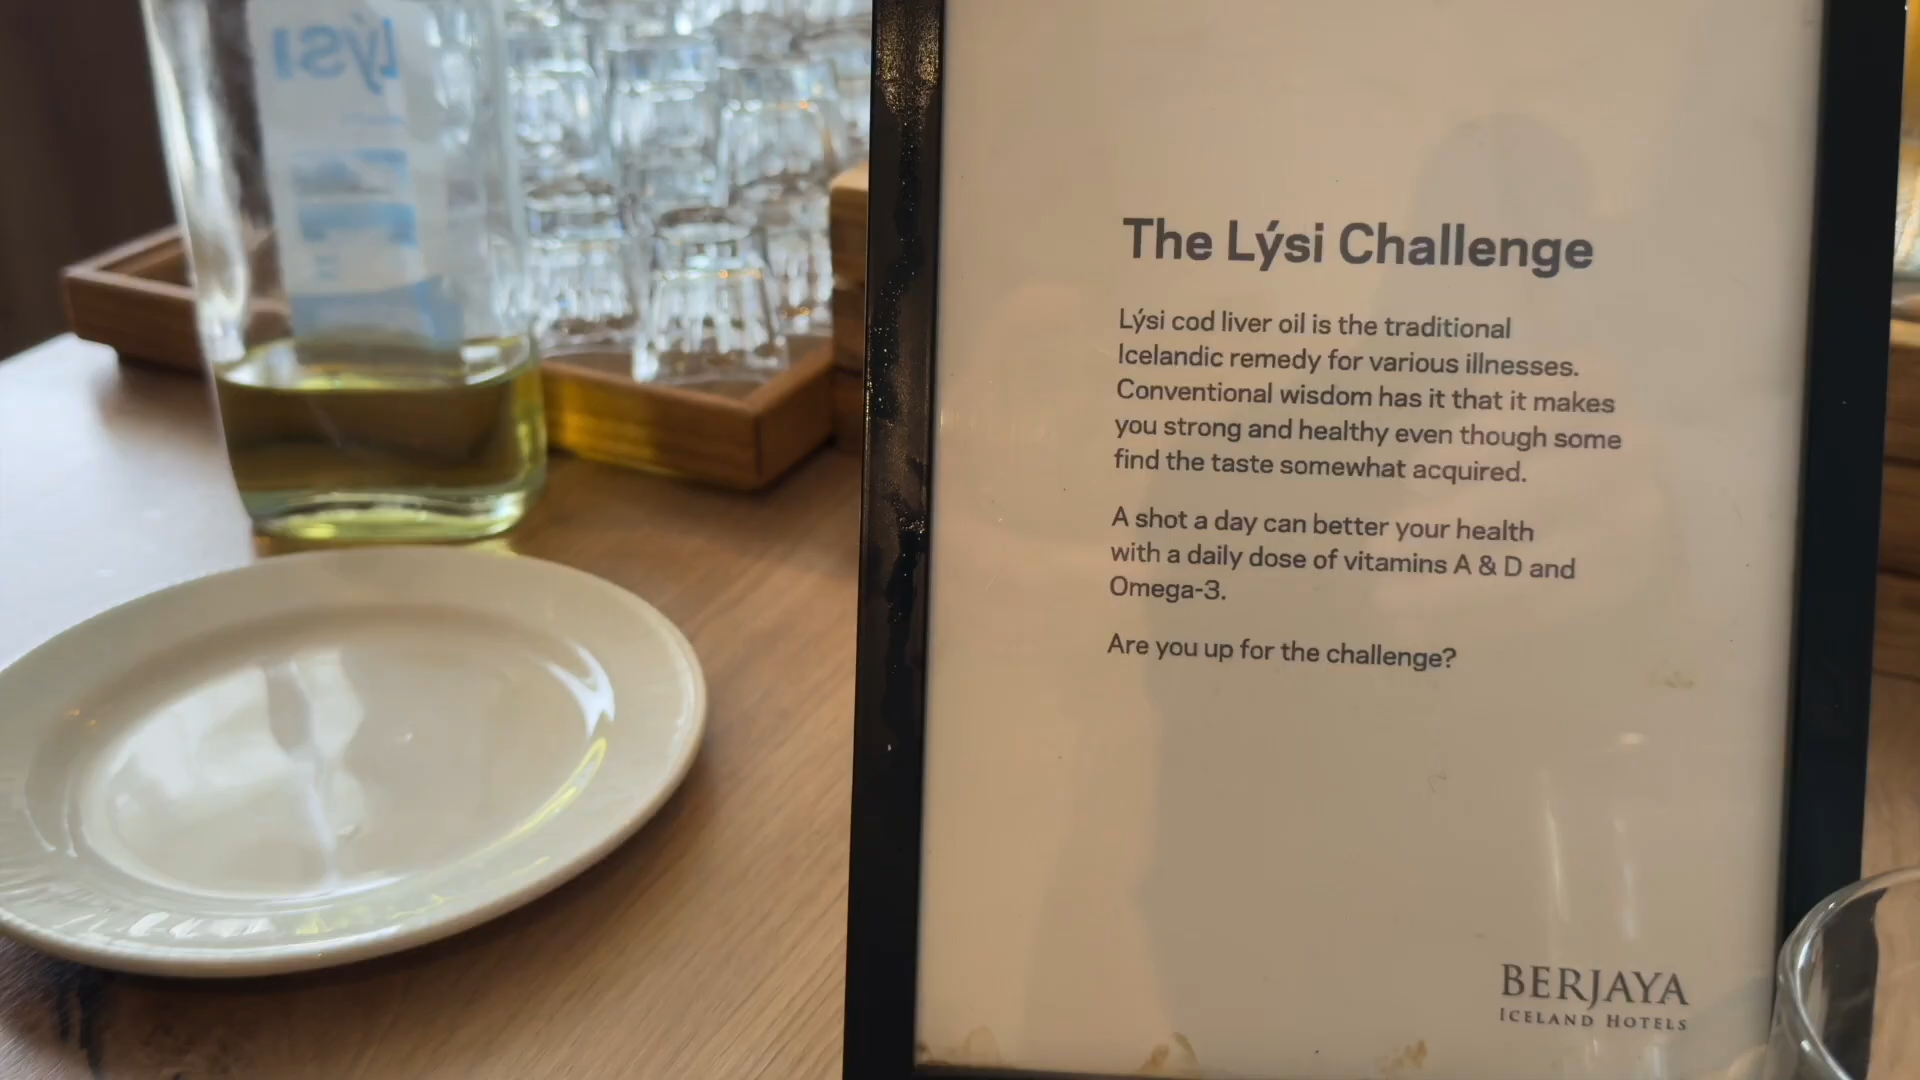 Lýsi
The Lýsi Challenge
Lýsi cod liver oil is the traditional
Icelandic remedy for various illnesses.
Conventional wisdom has it that it makes
you strong and healthy even though some
find the taste somewhat acquired.
A shot a day can better your health
with a daily dose of vitamins A & D and
Omega-3.
Are you up for the challenge?
BERJAYA
ICELAND HOTELS